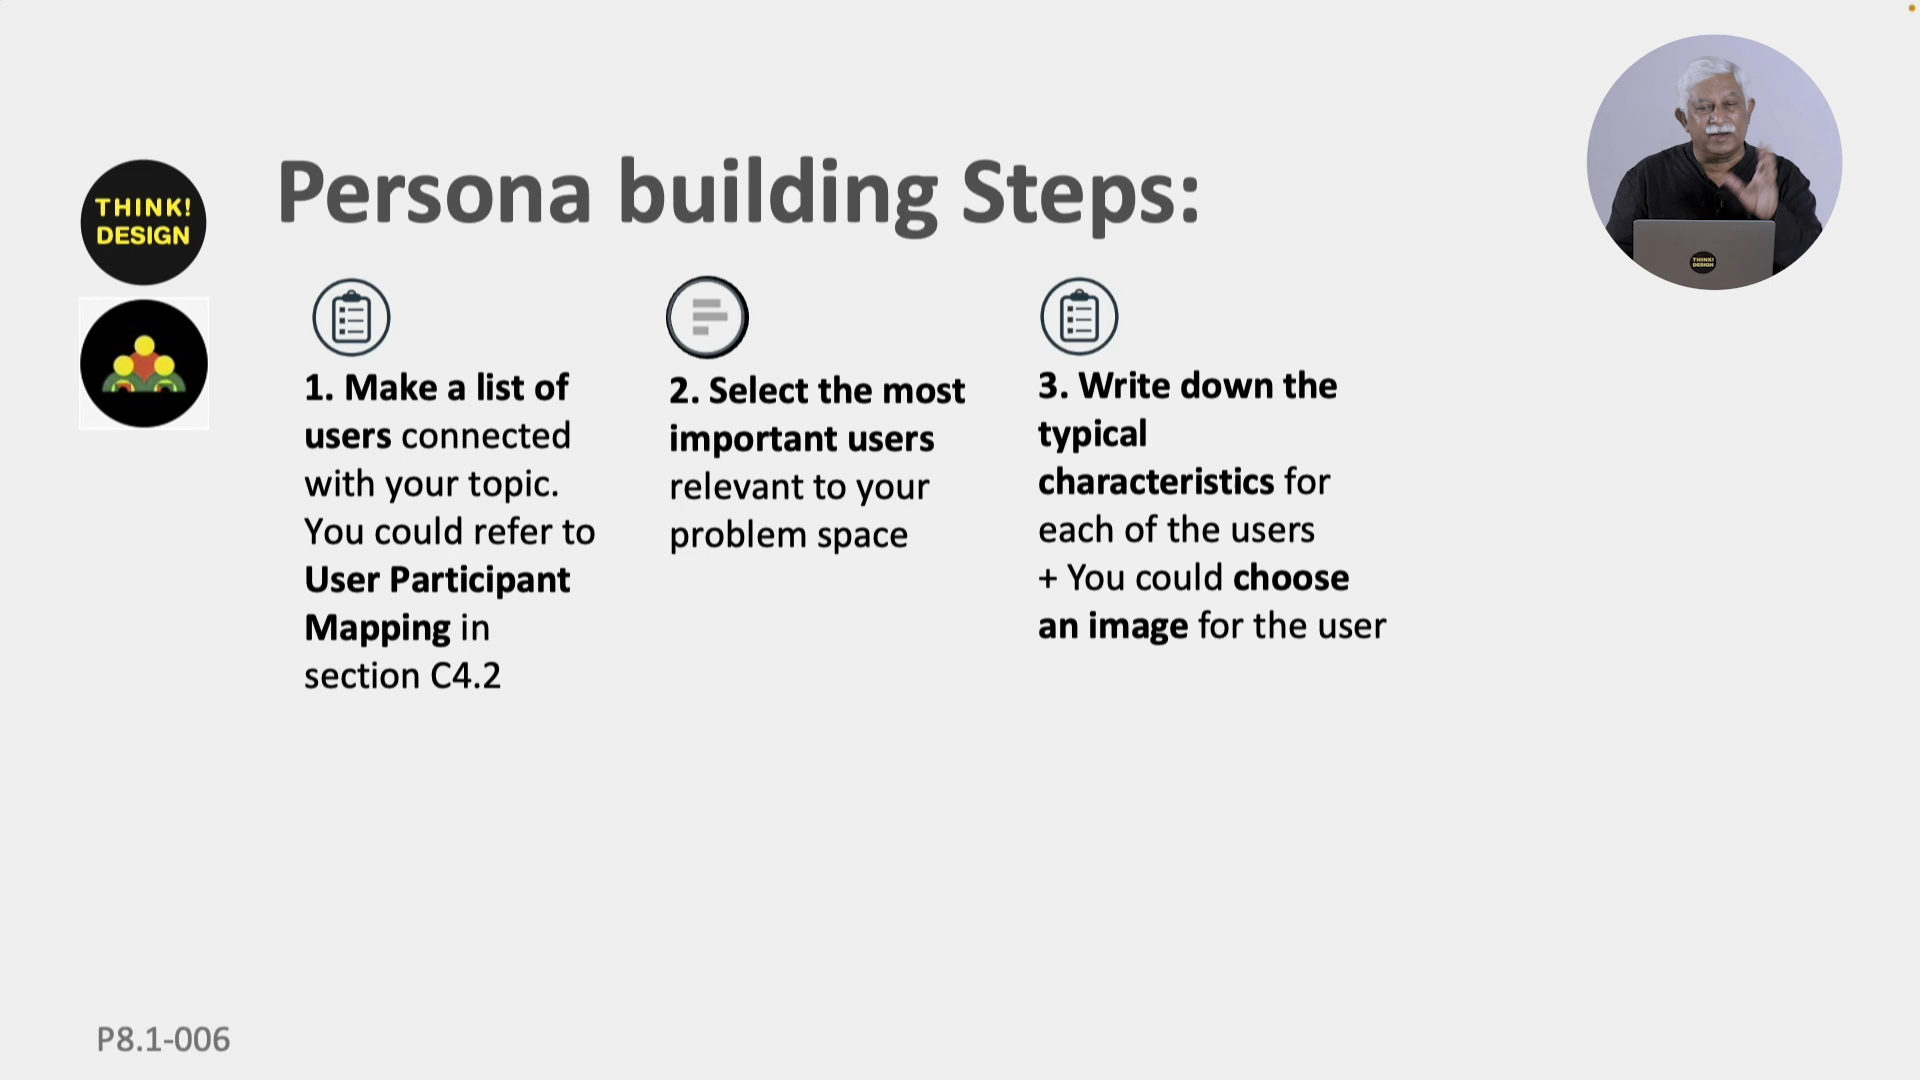 THINK!
DESIGN
Persona building Steps:
1. Make a list of
users connected
with your topic.
You could refer to
User Participant
Mapping in
section C4.2
2. Select the most
important users
relevant to your
problem space
3. Write down the
typical
characteristics for
each of the users
+ You could choose
an image for the user
THINK!
DESIGN
P8.1-006